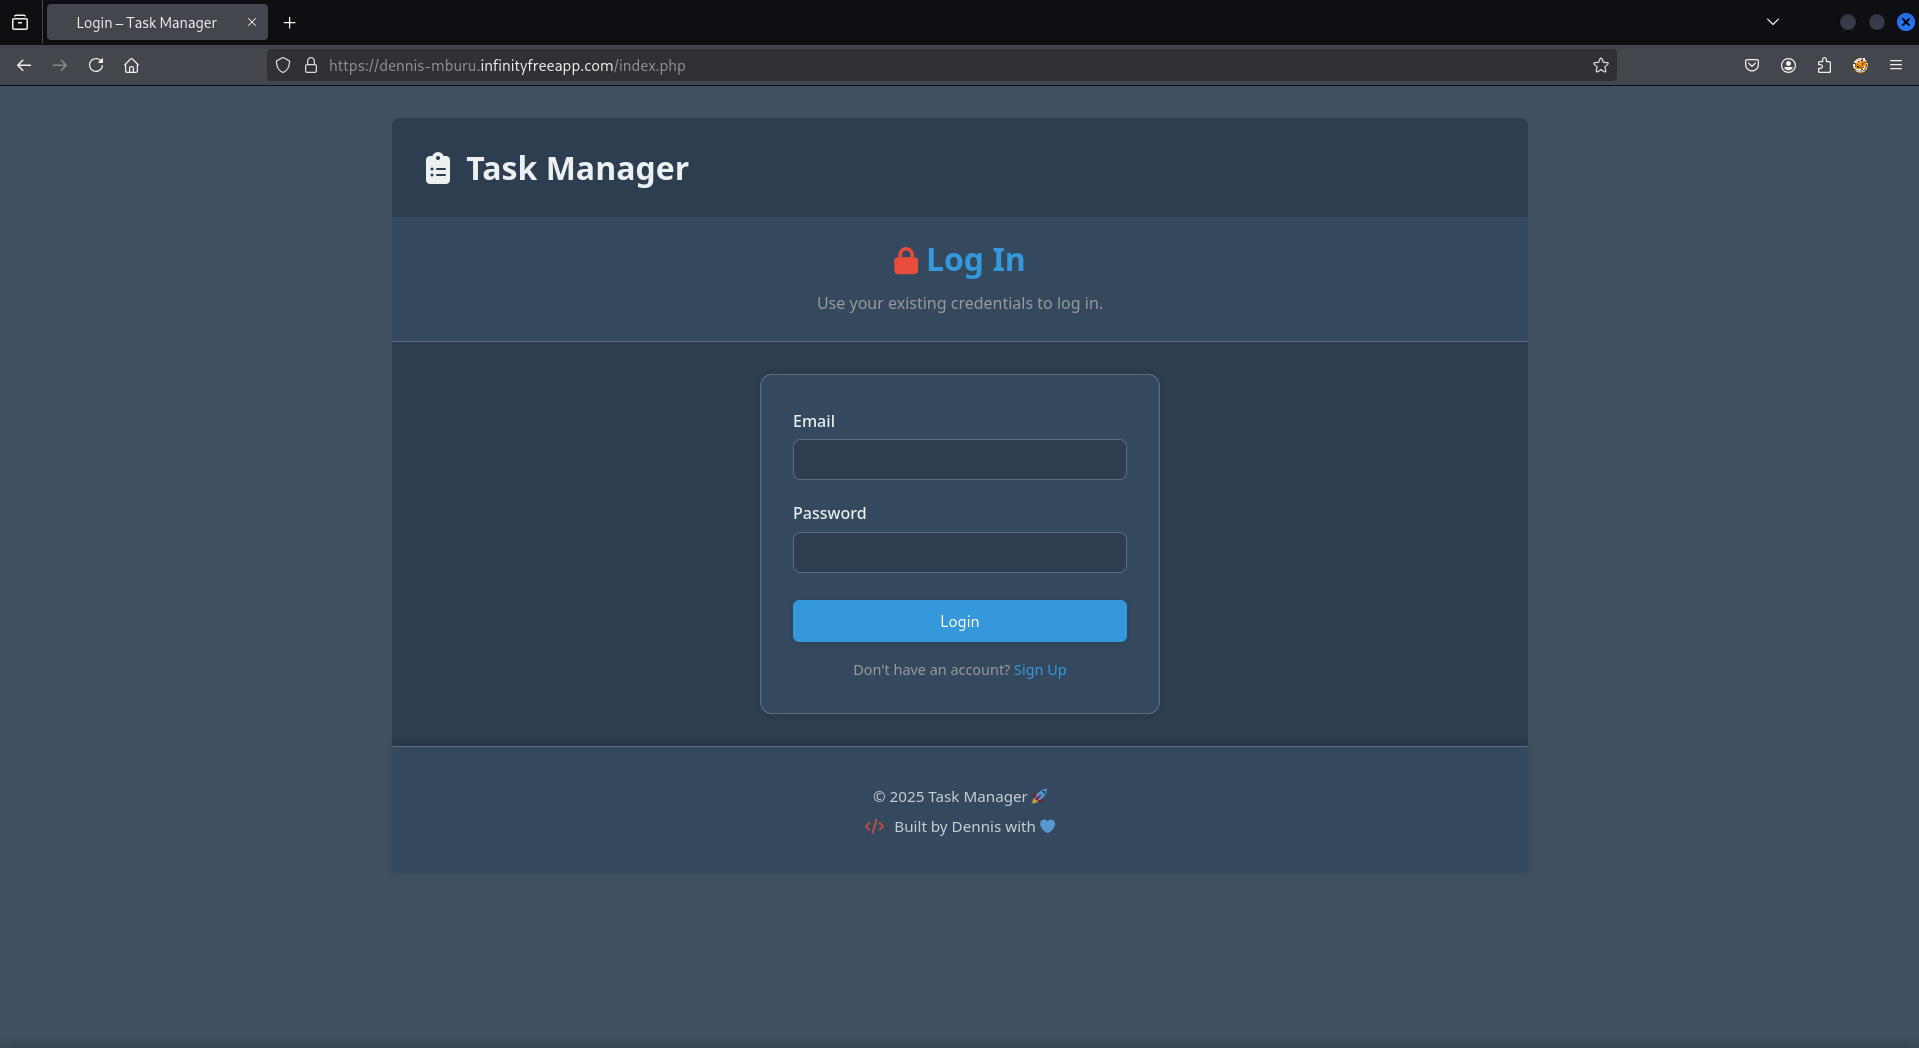 Login – Task Manager
https://dennis-mburu.infinityfreeapp.com/index.php
Task Manager
Log In
Use your existing credentials to log in.
Email
Password
Login
Don't have an account? Sign Up
© 2025 Task Manager 🚀
</> Built by Dennis with 💙